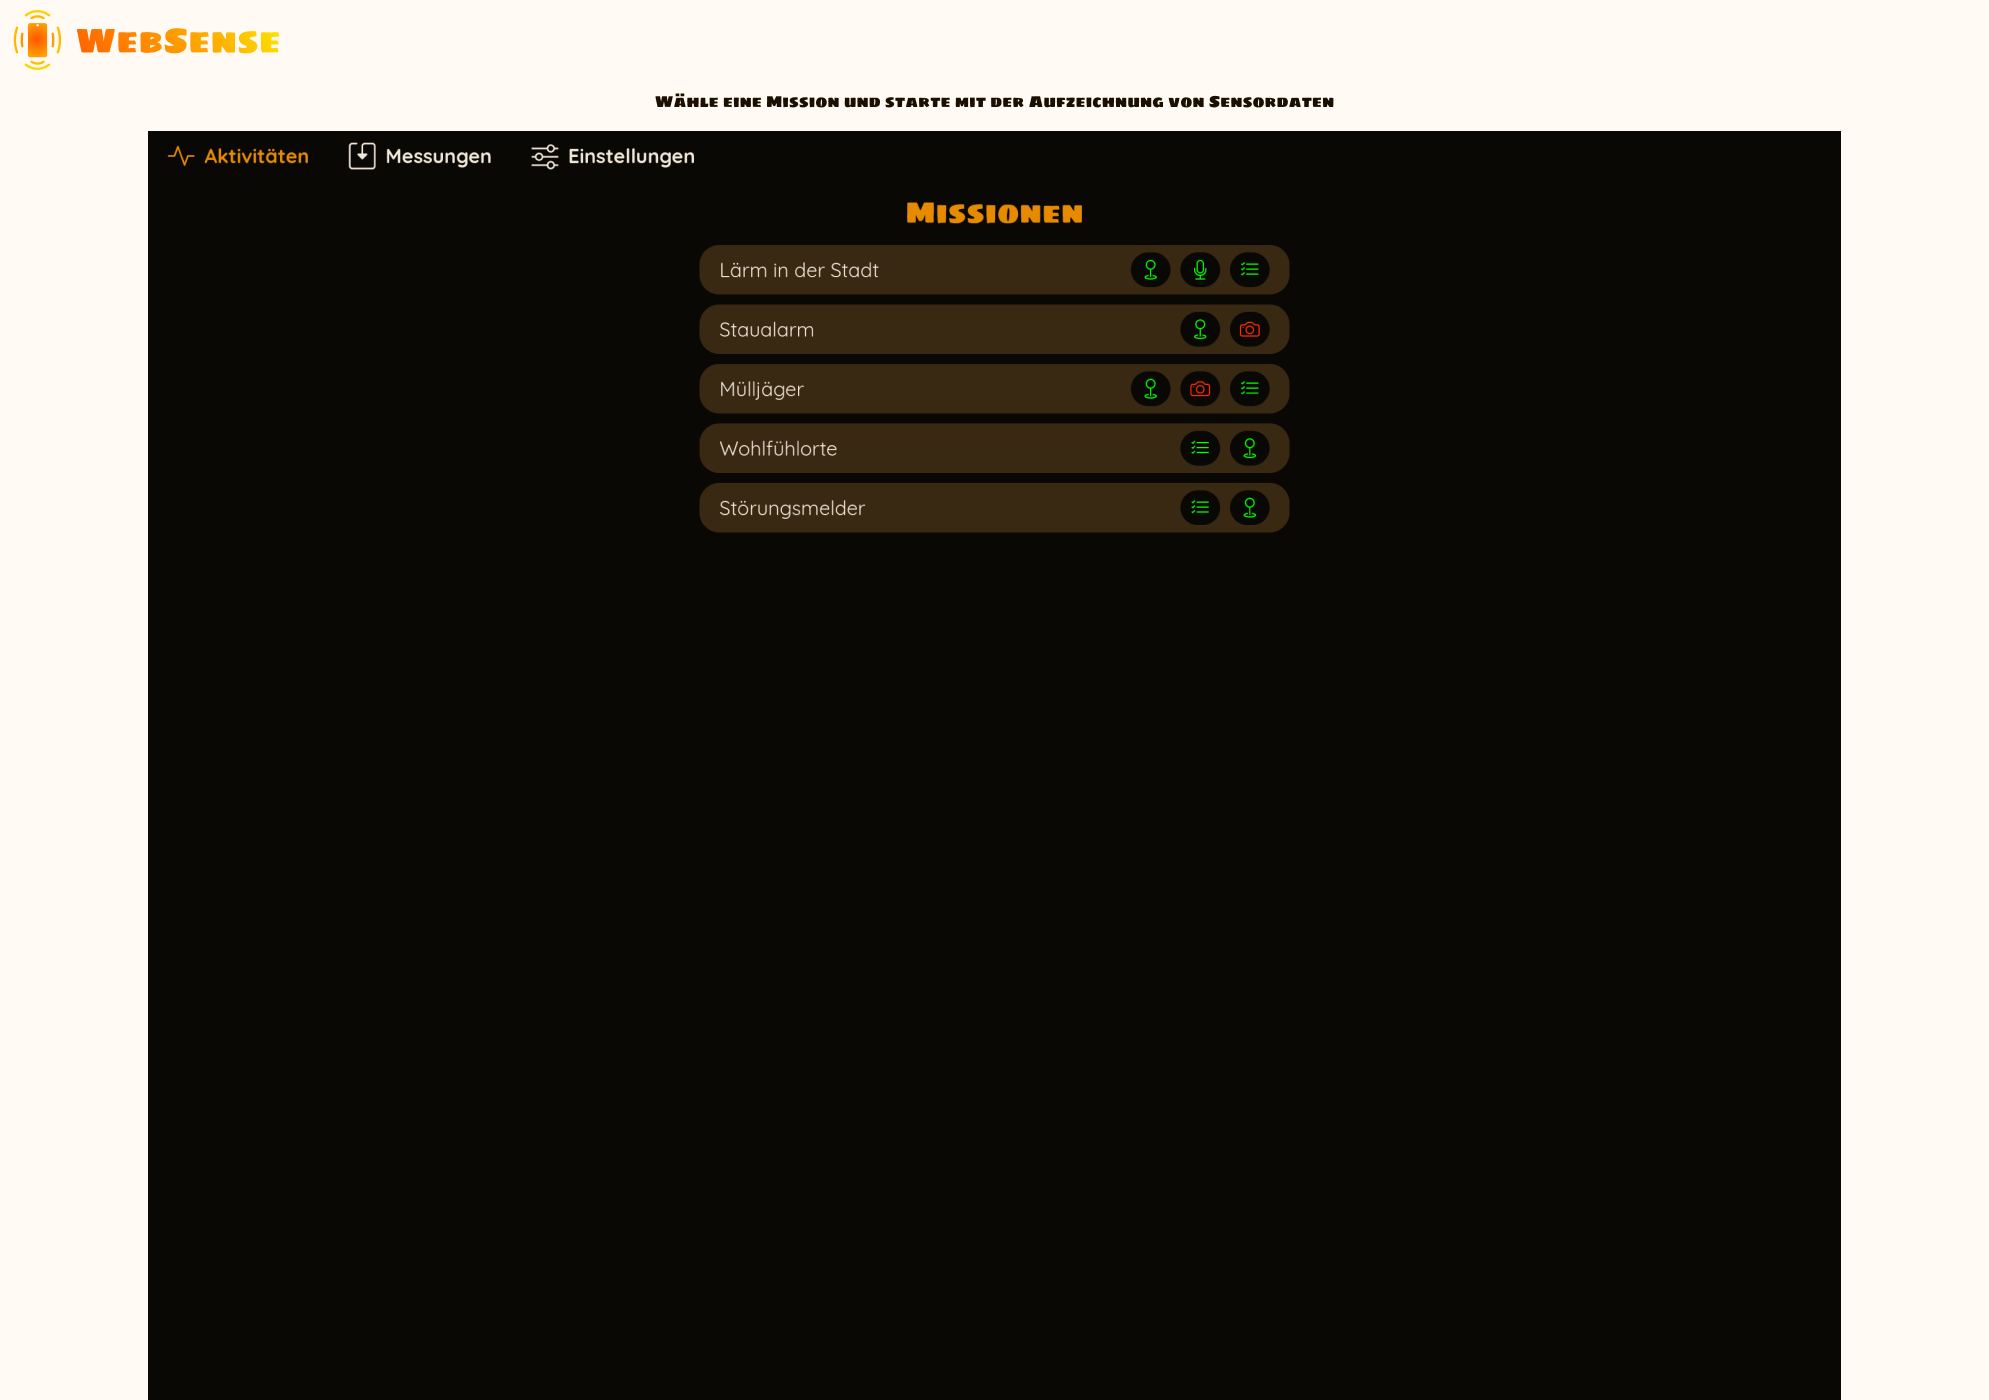 WebSense
Wähle eine Mission und starte mit der Aufzeichnung von Sensordaten
Aktivitäten Messungen Einstellungen
Missionen
Lärm in der Stadt
Staualarm
Mülljäger
Wohlfühlorte
Störungsmelder